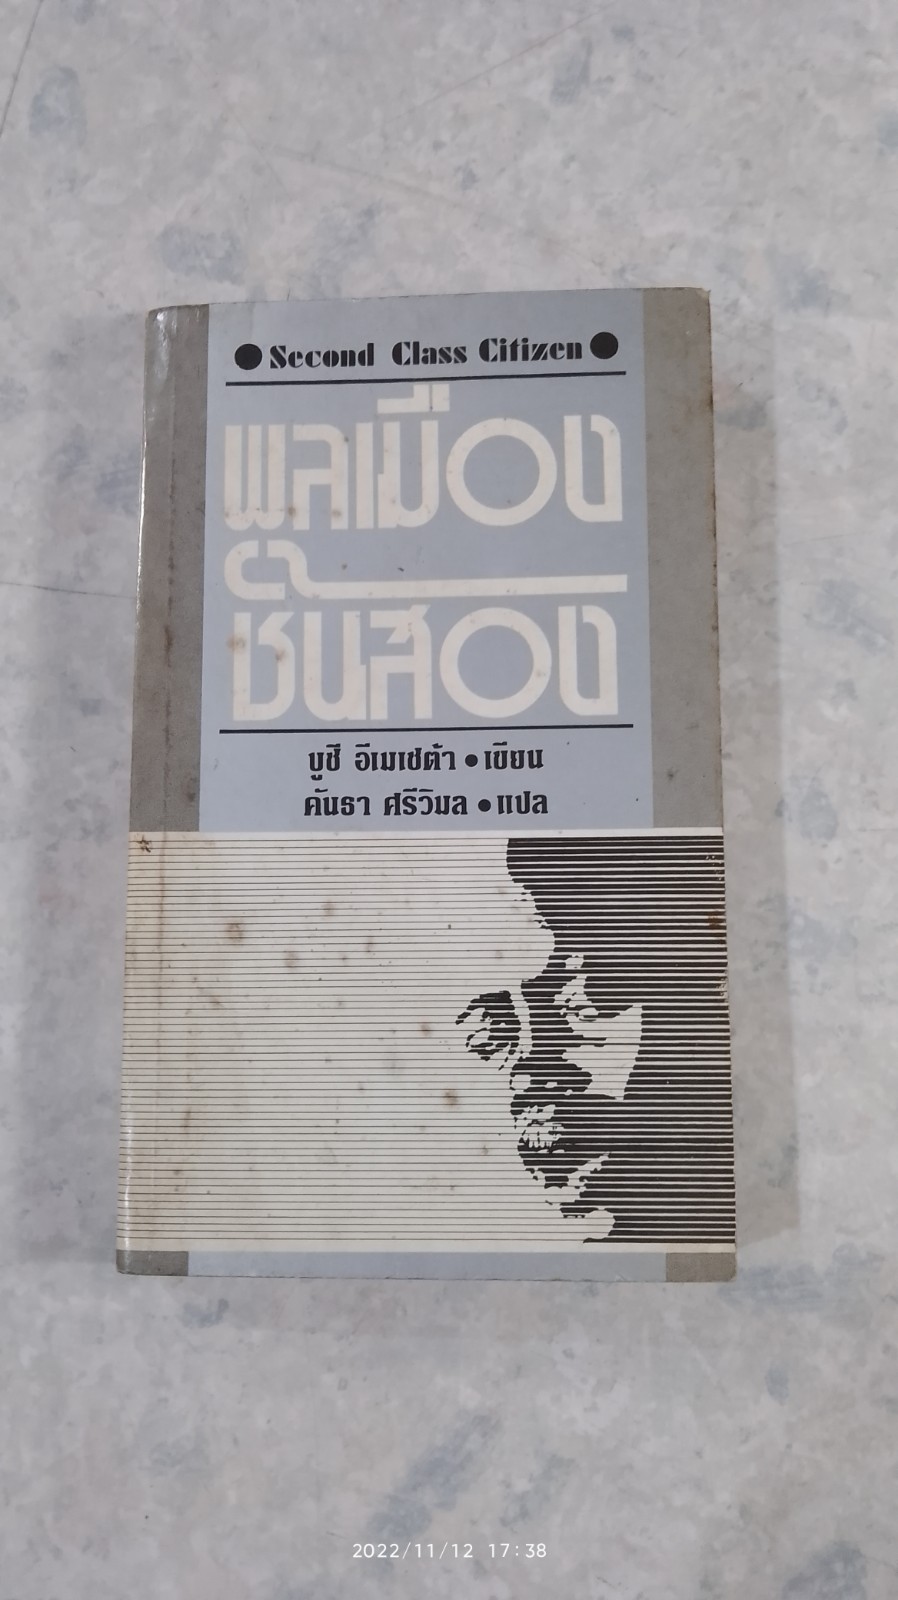 ● Second Class Citizen ●
พลเมือง
ชั้นสอง
บูชี อีเมเชต้า • เขียน
คันธา ศรีวิมล • แปล
2022/11/12 17:38